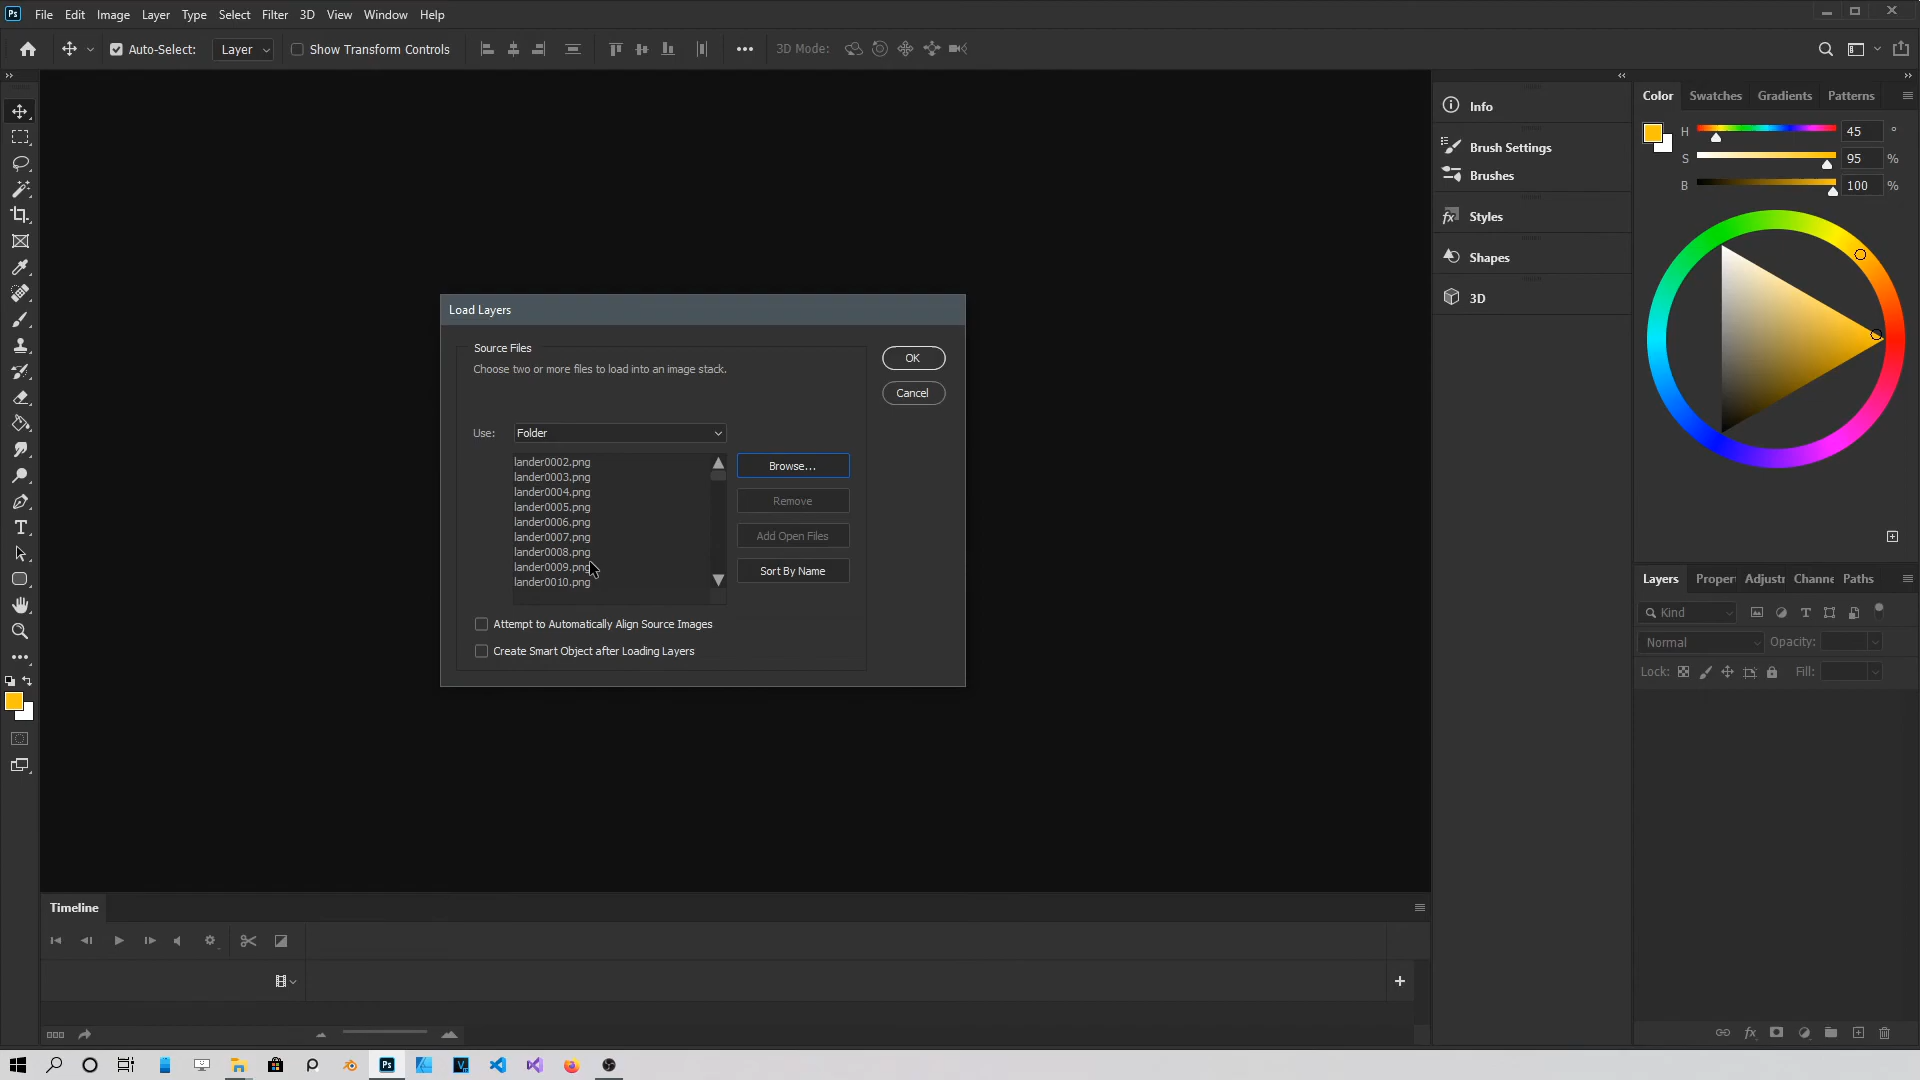 Ps File Edit Image Layer Type Select Filter 3D View Window Help
Auto-Select: Layer Show Transform Controls 3D Mode:
Info
Brush Settings
Brushes
Styles
Shapes
3D
Color Swatches Gradients Patterns
H 45 °
S 95 %
B 100 %
Load Layers
Source Files
Choose two or more files to load into an image stack.
OK
Cancel
Use: Folder
lander0002.png
lander0003.png
lander0004.png
lander0005.png
lander0006.png
lander0007.png
lander0008.png
lander0009.png
lander0010.png
Browse...
Remove
Add Open Files
Sort By Name
Attempt to Automatically Align Source Images
Create Smart Object after Loading Layers
Layers Proper Adjustr Channe Paths
Kind
Normal Opacity:
Lock: Fill:
Timeline
Ps